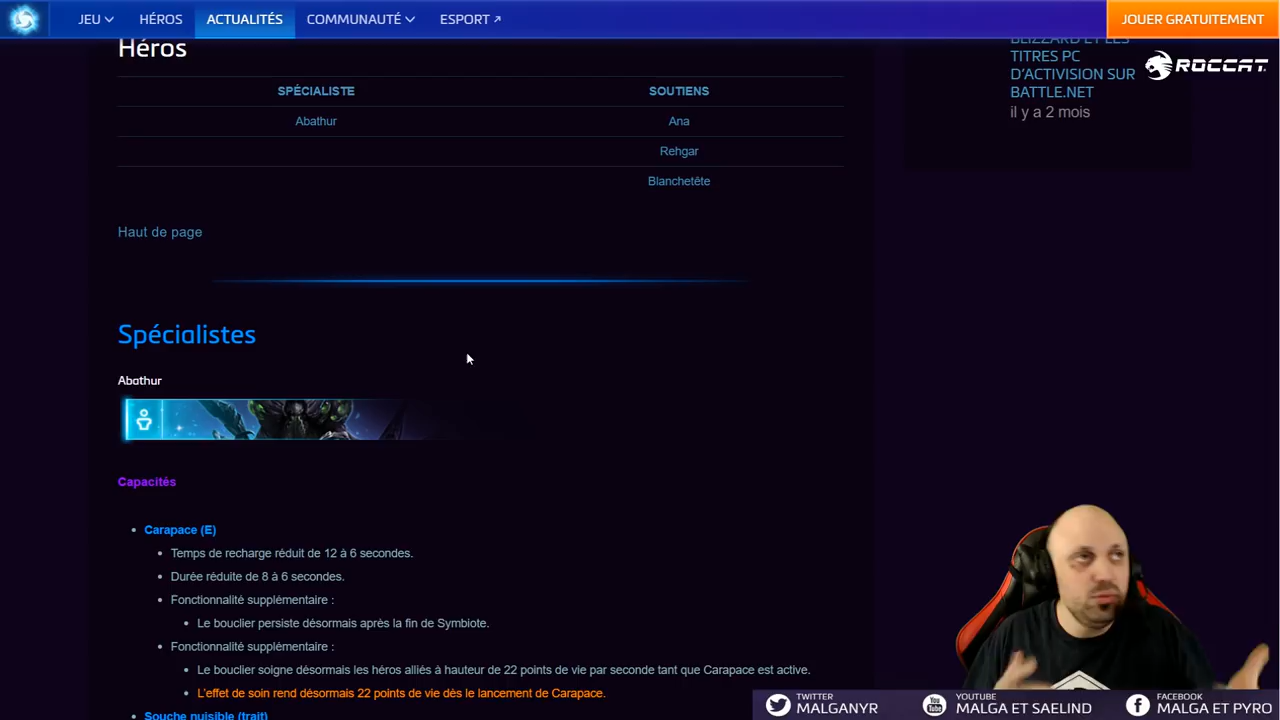 JEU HÉROS ACTUALITÉS COMMUNAUTÉ ESPORT JOUER GRATUITEMENT
Héros
SPÉCIALISTE SOUTIENS
Abathur Ana
Rehgar
Blanchetête
Haut de page
BLIZZARD ET LES
TITRES PC
D'ACTIVISION SUR
BATTLE.NET
il y a 2 mois
ROCCAT
Spécialistes
Abathur
Capacités
Carapace (E)
Temps de recharge réduit de 12 à 6 secondes.
Durée réduite de 8 à 6 secondes.
Fonctionnalité supplémentaire :
Le bouclier persiste désormais après la fin de Symbiote.
Fonctionnalité supplémentaire :
Le bouclier soigne désormais les héros alliés à hauteur de 22 points de vie par seconde tant que Carapace est active.
L'effet de soin rend désormais 22 points de vie dès le lancement de Carapace.
Souche nuisible (trait)
TWITTER
MALGANYR
YOUTUBE
MALGA ET SAELIND
FACEBOOK
MALGA ET PYRO